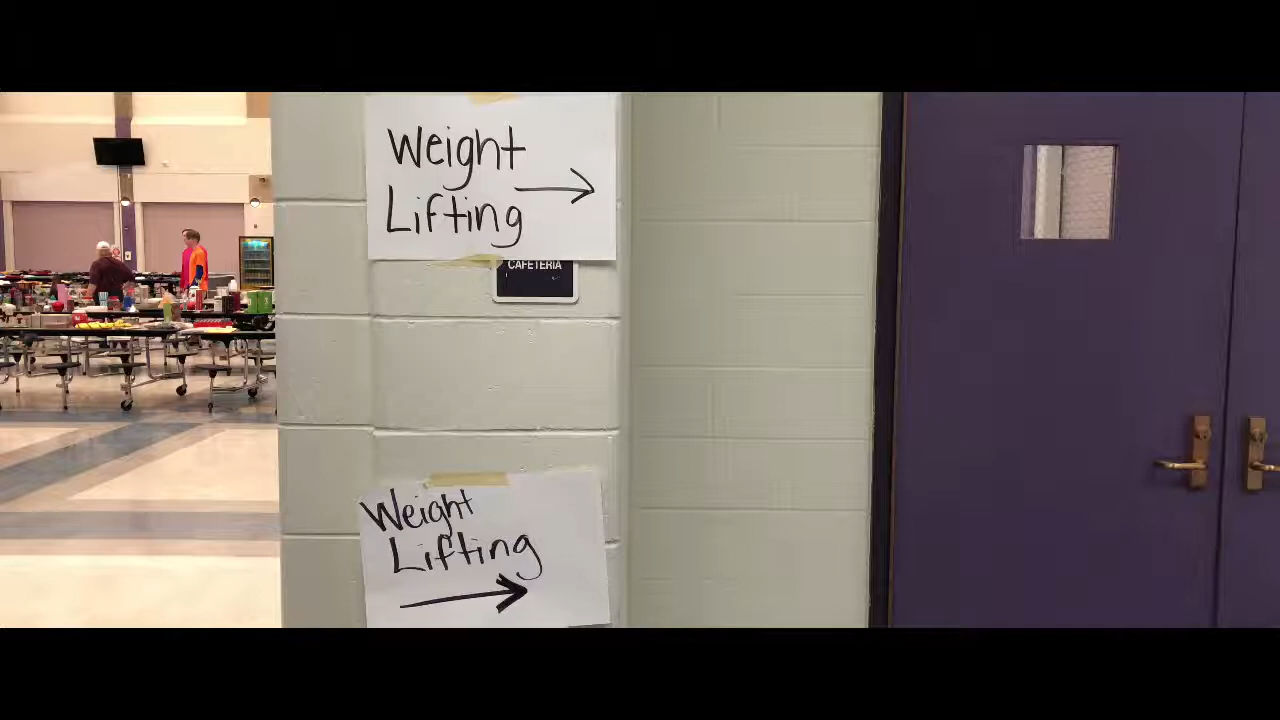 Weight
Lifting →
CAFETERIA
Weight
Lifting
→